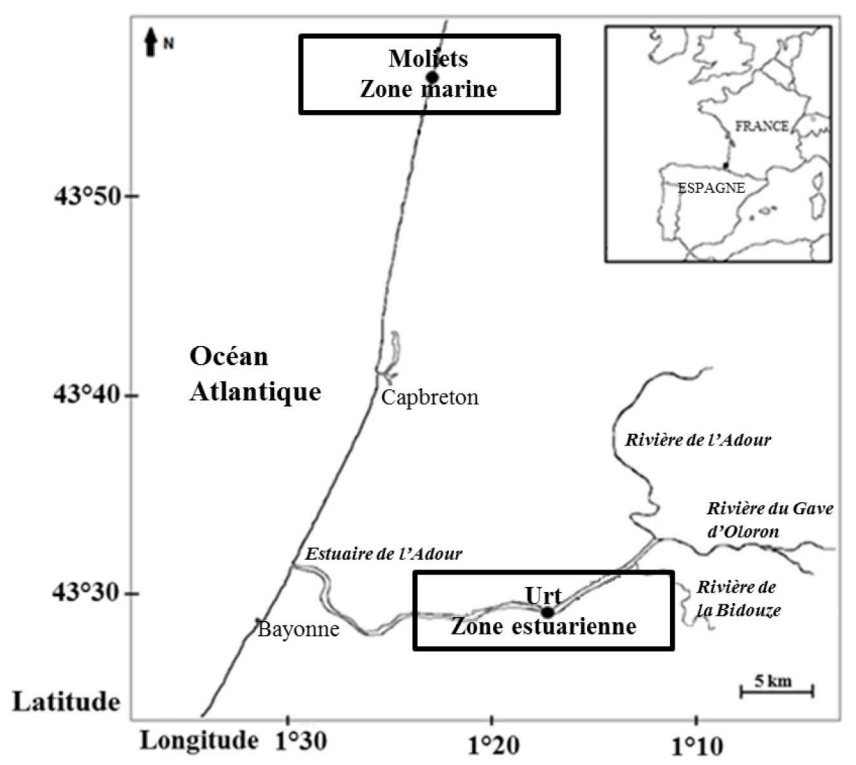 N
Moliets
Zone marine
FRANCE
ESPAGNE
43°50
Océan
Atlantique
43°40
Capbreton
Rivière de l'Adour
Rivière du Gave
d'Oloron
Estuaire de l'Adour
43°30
Urt
Zone estuarienne
Rivière de
la Bidouze
Bayonne
5 km
Latitude
Longitude 1°30 1°20 1°10